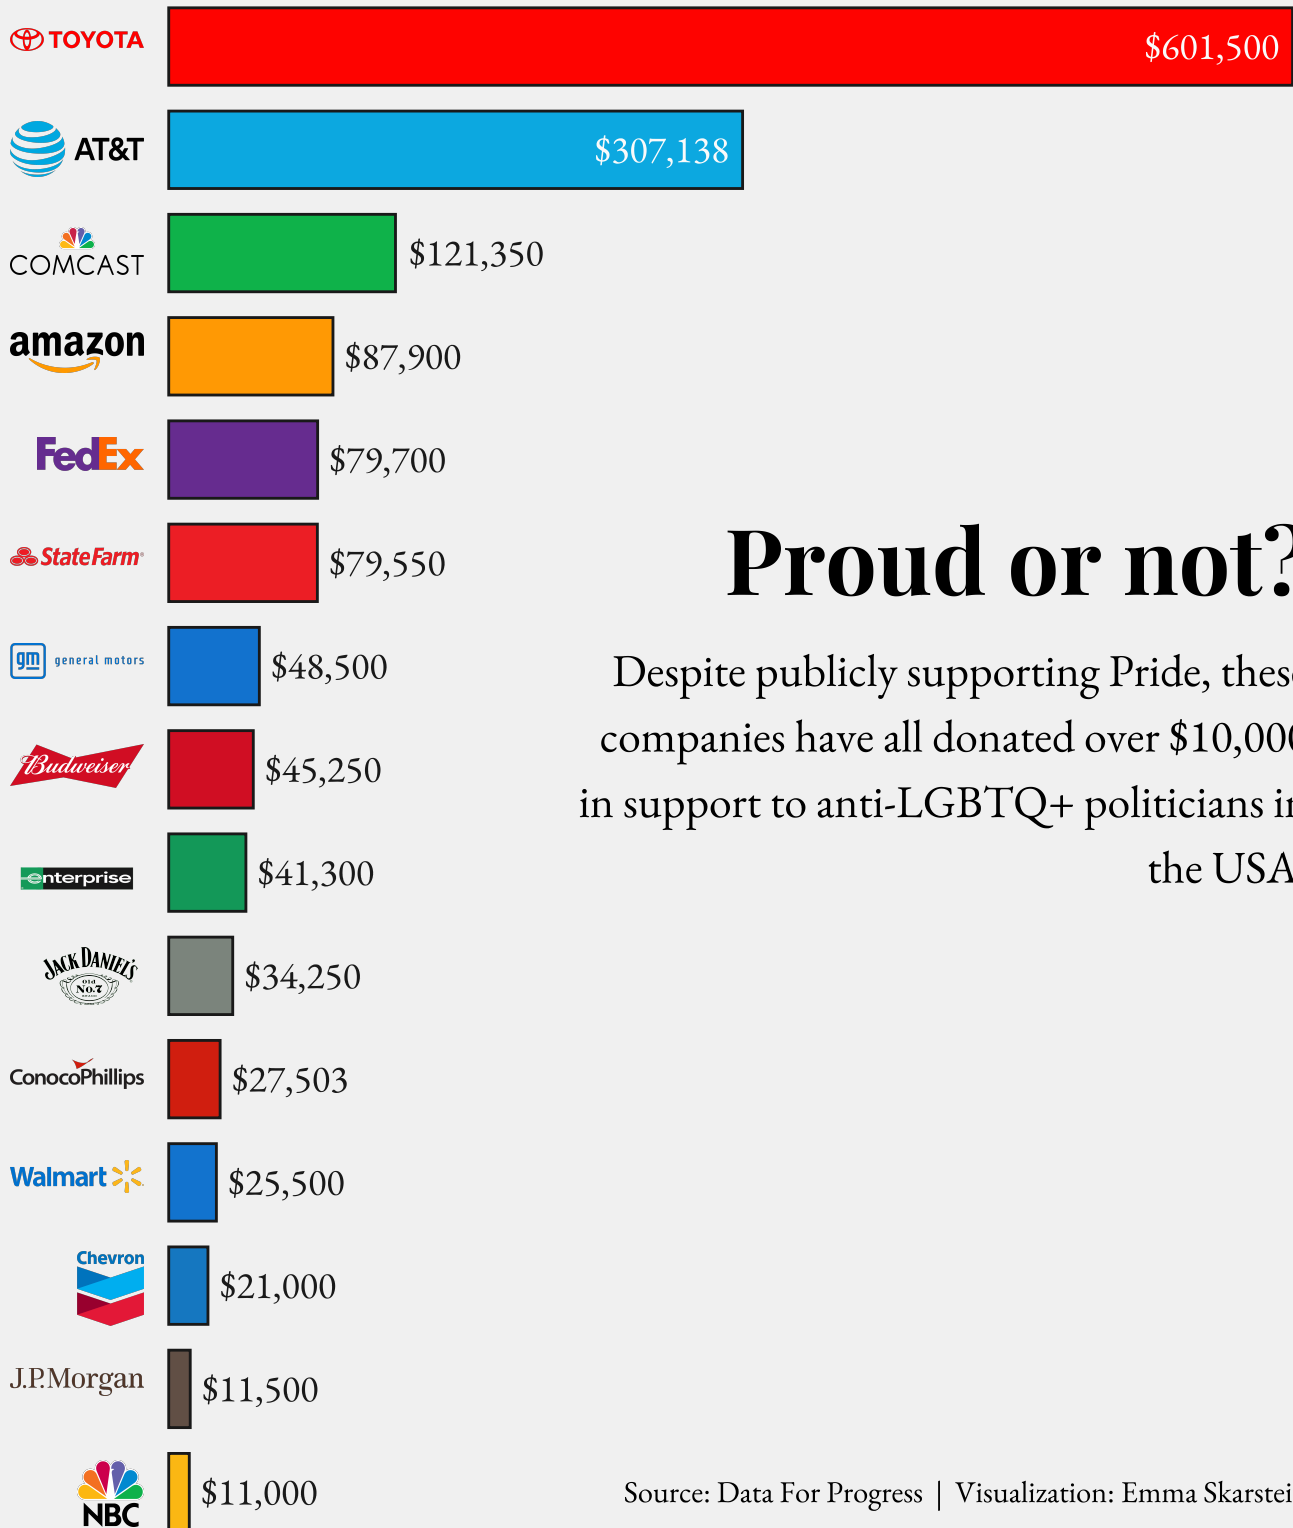 TOYOTA
$601,500
AT&T
$307,138
COMCAST
$121,350
amazon
$87,900
FedEx
$79,700
State Farm®
$79,550
gm general motors
$48,500
Budweiser
$45,250
enterprise
$41,300
JACK DANIEL'S
Old
No.7
BRAND
$34,250
ConocoPhillips
$27,503
Walmart
$25,500
Chevron
$21,000
J.P.Morgan
$11,500
NBC
$11,000
Proud or not?
Despite publicly supporting Pride, these
companies have all donated over $10,000
in support to anti-LGBTQ+ politicians in
the USA
Source: Data For Progress | Visualization: Emma Skarstei